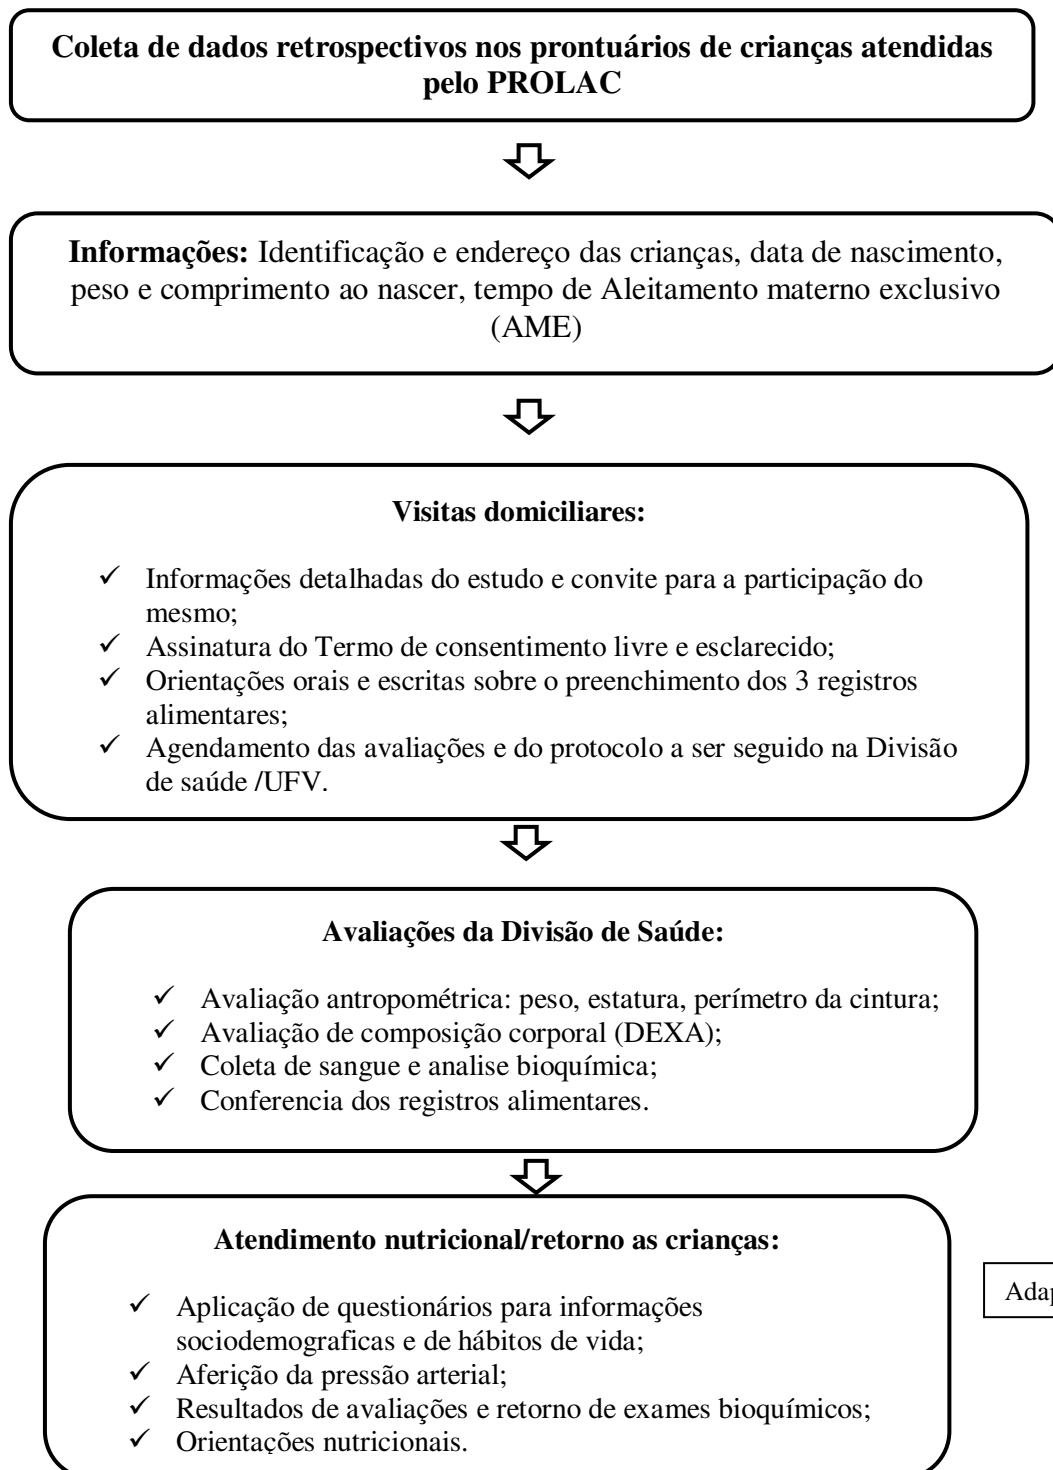 Coleta de dados retrospectivos nos prontuários de crianças atendidas
pelo PROLAC
Informações: Identificação e endereço das crianças, data de nascimento,
peso e comprimento ao nascer, tempo de Aleitamento materno exclusivo
(AME)
Visitas domiciliares:
✓ Informações detalhadas do estudo e convite para a participação do
mesmo;
✓ Assinatura do Termo de consentimento livre e esclarecido;
✓ Orientações orais e escritas sobre o preenchimento dos 3 registros
alimentares;
✓ Agendamento das avaliações e do protocolo a ser seguido na Divisão
de saúde /UFV.
Avaliações da Divisão de Saúde:
✓ Avaliação antropométrica: peso, estatura, perímetro da cintura;
✓ Avaliação de composição corporal (DEXA);
✓ Coleta de sangue e analise bioquímica;
✓ Conferencia dos registros alimentares.
Atendimento nutricional/retorno as crianças:
✓ Aplicação de questionários para informações
sociodemograficas e de hábitos de vida;
✓ Aferição da pressão arterial;
✓ Resultados de avaliações e retorno de exames bioquímicos;
✓ Orientações nutricionais.
Adap